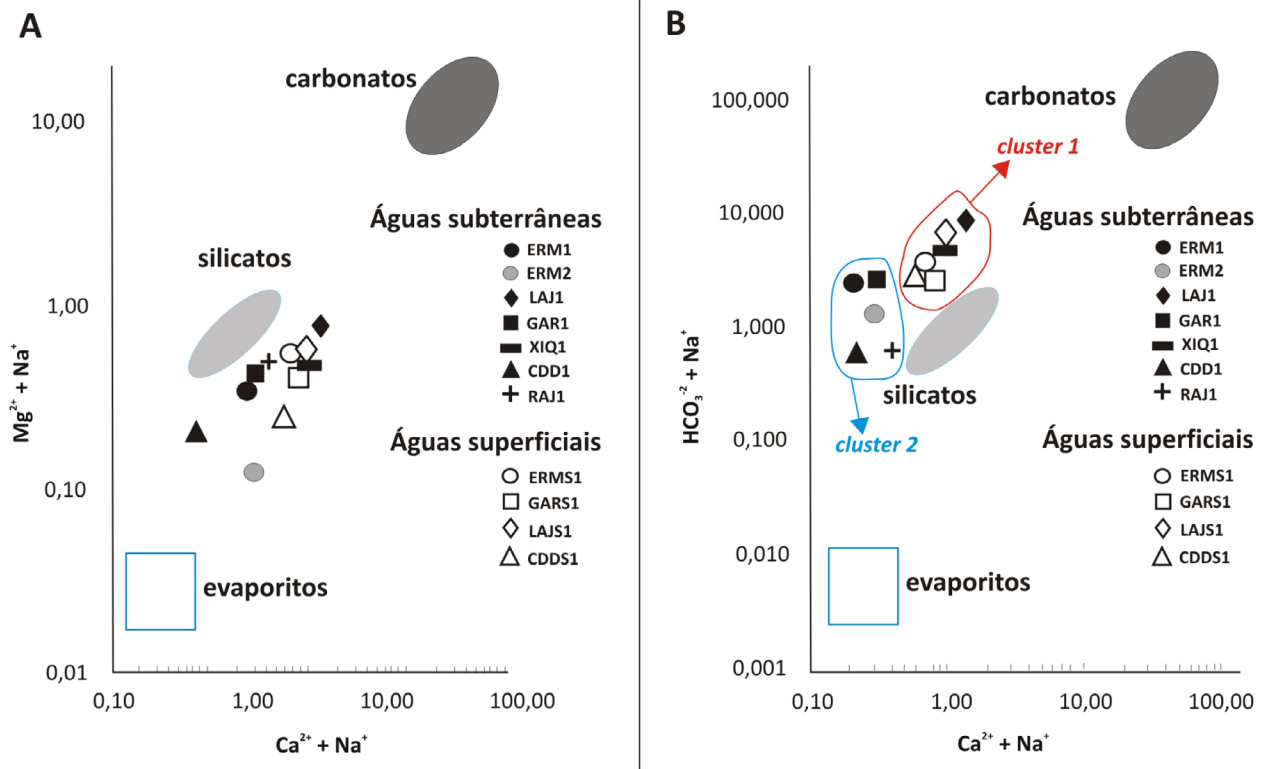 A
carbonatos
10,00
Águas subterrâneas
ERM1
silicatos
ERM2
LAJ1
1,00
GAR1
XIQ1
CDD1
RAJ1
Mg²⁺ + Na⁺
Águas superficiais
ERMS1
0,10
GARS1
LAJS1
CDDS1
evaporitos
0,01
0,10 1,00 10,00 100,00
Ca²⁺ + Na⁺
B
100,000
carbonatos
cluster 1
10,000
Águas subterrâneas
ERM1
ERM2
LAJ1
GAR1
1,000
XIQ1
CDD1
RAJ1
silicatos
HCO₃⁻² + Na⁺
0,100
cluster 2
Águas superficiais
ERMS1
GARS1
LAJS1
CDDS1
0,010
evaporitos
0,001
0,10 1,00 10,00 100,00
Ca²⁺ + Na⁺